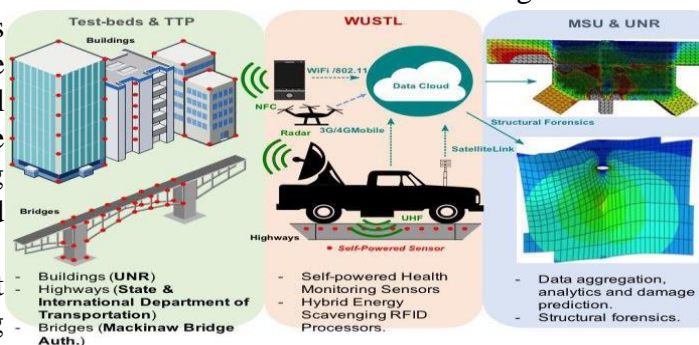 Test-beds & TTP
WUSTL
MSU & UNR
Buildings
WiFi /802.11
Data Cloud
NFC
Radar
3G/4GMobile
Structural Forensics
SatelliteLink
Bridges
UHF
Highways
Self-Powered Sensor
- Buildings (UNR)
- Highways (State &
International Department of
Transportation)
- Bridges (Mackinaw Bridge
Auth.)
- Self-powered Health
Monitoring Sensors
- Hybrid Energy
Scavenging RFID
Processors.
- Data aggregation,
analytics and damage
prediction.
- Structural forensics.